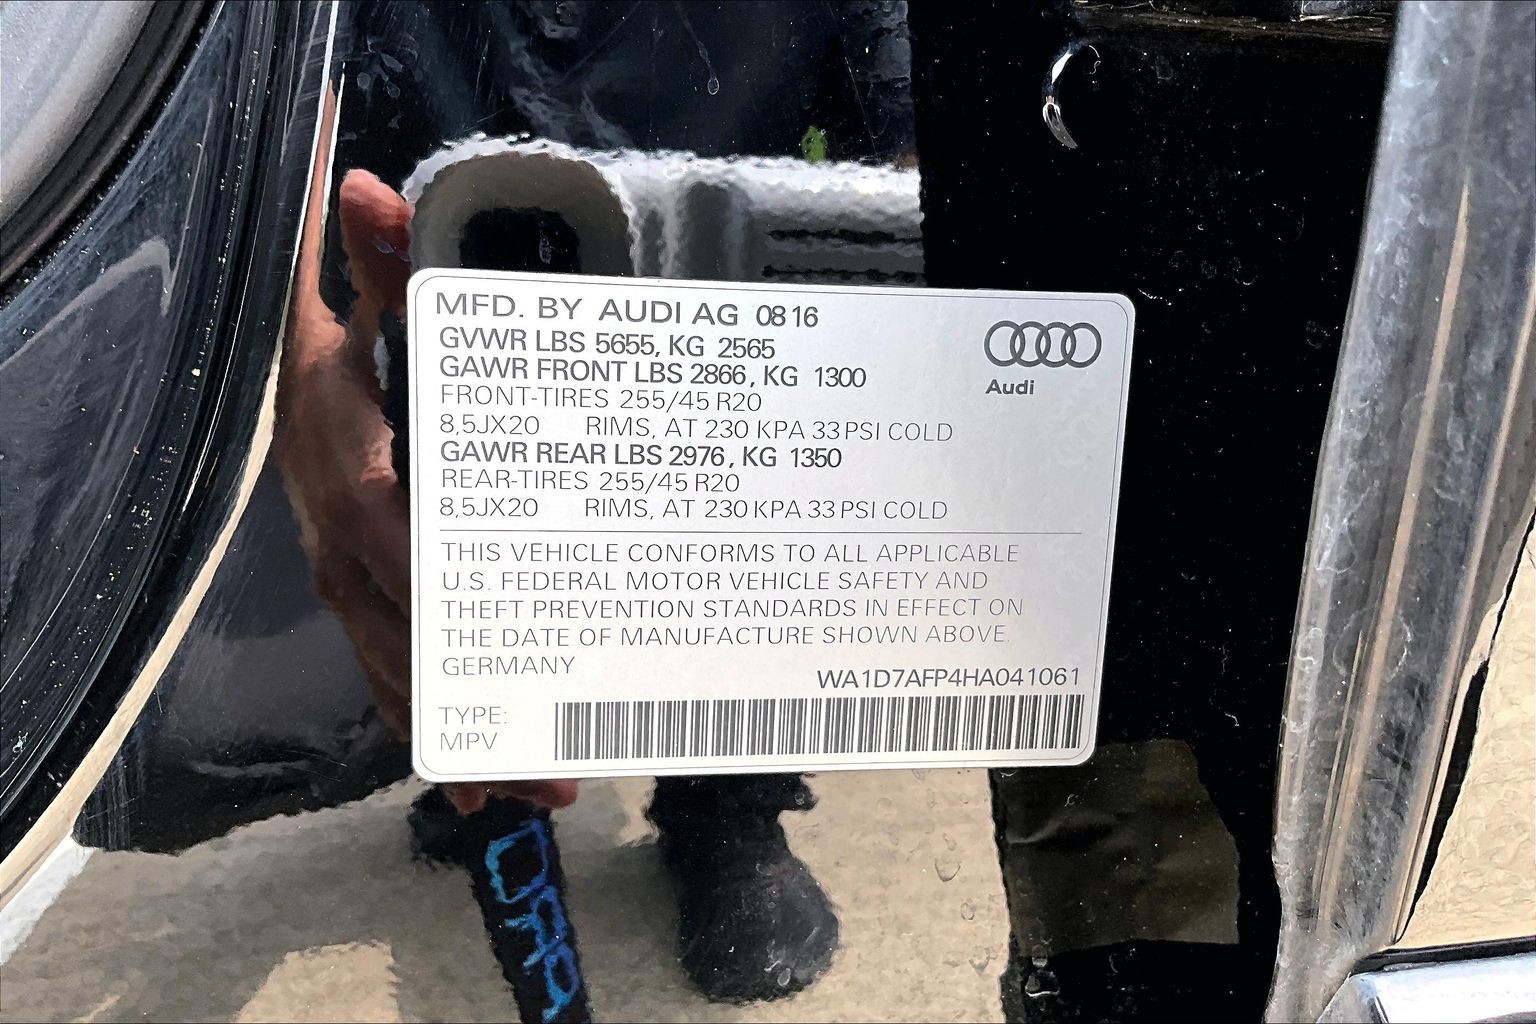 MFD. BY AUDI AG 0816
GVWR LBS 5655, KG 2565
GAWR FRONT LBS 2866, KG 1300
FRONT-TIRES 255/45 R20
8,5JX20 RIMS, AT 230 KPA 33 PSI COLD
GAWR REAR LBS 2976, KG 1350
REAR-TIRES 255/45 R20
8,5JX20 RIMS, AT 230 KPA 33 PSI COLD
Audi
THIS VEHICLE CONFORMS TO ALL APPLICABLE
U.S. FEDERAL MOTOR VEHICLE SAFETY AND
THEFT PREVENTION STANDARDS IN EFFECT ON
THE DATE OF MANUFACTURE SHOWN ABOVE.
GERMANY
WA1D7AFP4HA041061
TYPE:
MPV